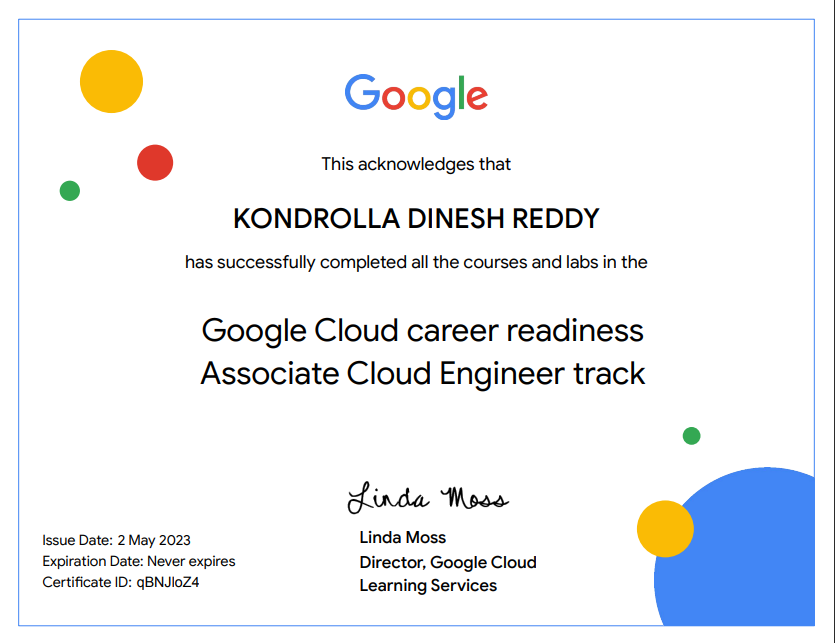 Google
This acknowledges that
KONDROLLA DINESH REDDY
has successfully completed all the courses and labs in the
Google Cloud career readiness
Associate Cloud Engineer track
Linda Moss
Linda Moss
Director, Google Cloud
Learning Services
Issue Date: 2 May 2023
Expiration Date: Never expires
Certificate ID: qBNJloZ4